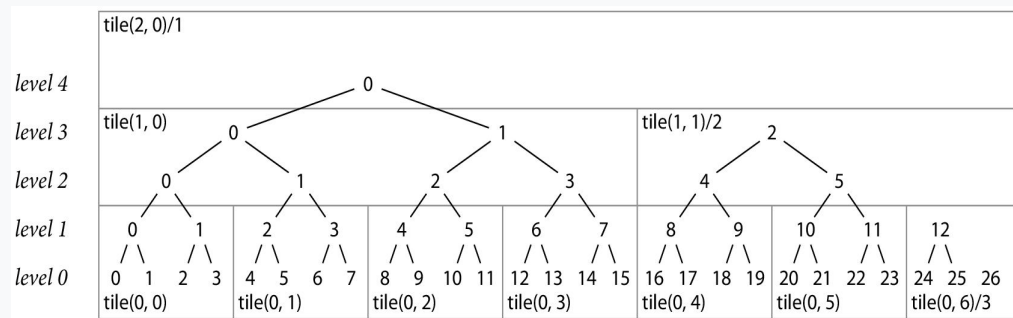 tile(2, 0)/1
level 4 0
tile(1, 0) tile(1, 1)/2
level 3 0 1 2
level 2 0 1 2 3 4 5
level 1 0 1 2 3 4 5 6 7 8 9 10 11 12
level 0 0 1 2 3 4 5 6 7 8 9 10 11 12 13 14 15 16 17 18 19 20 21 22 23 24 25 26
tile(0, 0) tile(0, 1) tile(0, 2) tile(0, 3) tile(0, 4) tile(0, 5) tile(0, 6)/3